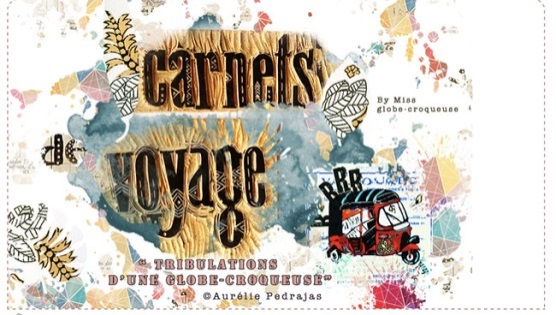 carnets
By Miss
globe-croqueuse
de
voyage
RRR
" TRIBULATIONS
D'UNE GLOBE-CROQUEUSE"
©Aurélie Pedrajas